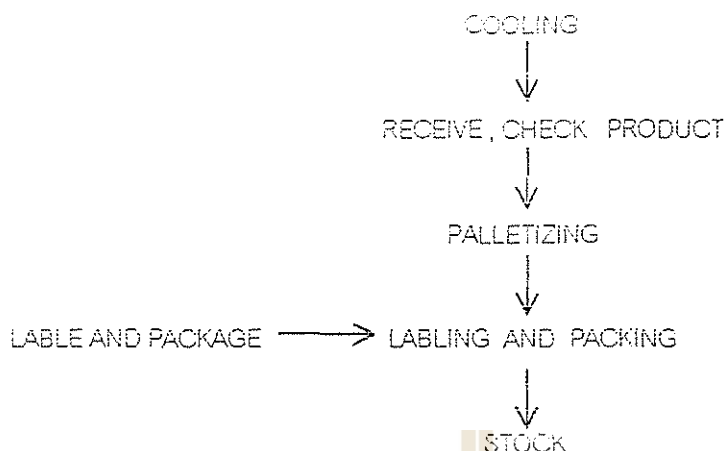 COOLING
RECEIVE, CHECK PRODUCT
PALLETIZING
LABLE AND PACKAGE
LABLING AND PACKING
STOCK